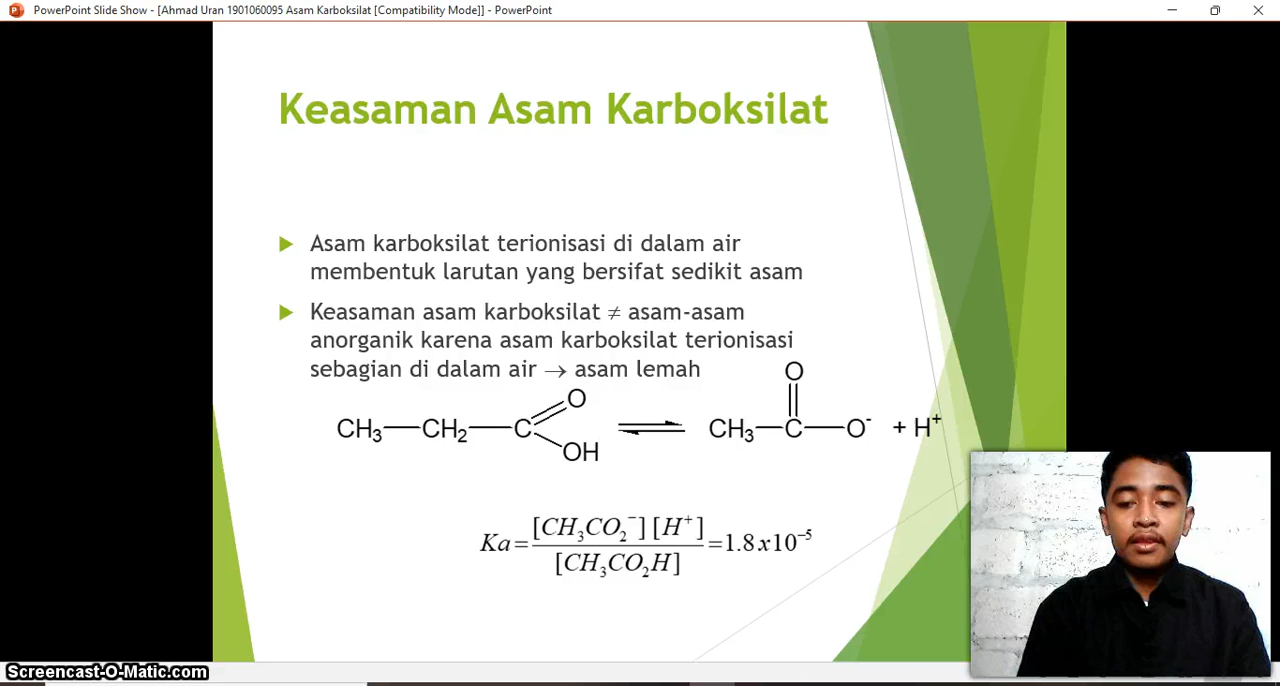 PowerPoint Slide Show - [Ahmad Uran 1901060095 Asam Karboksilat [Compatibility Mode]] - PowerPoint
Keasaman Asam Karboksilat
Asam karboksilat terionisasi di dalam air
membentuk larutan yang bersifat sedikit asam
Keasaman asam karboksilat ≠ asam-asam
anorganik karena asam karboksilat terionisasi
sebagian di dalam air → asam lemah
CH₃—CH₂—C(=O)OH ⇌ CH₃—C(=O)—O⁻ + H⁺
Ka=[CH₃CO₂⁻][H⁺]/[CH₃CO₂H]=1.8x10⁻⁵
Screencast-O-Matic.com